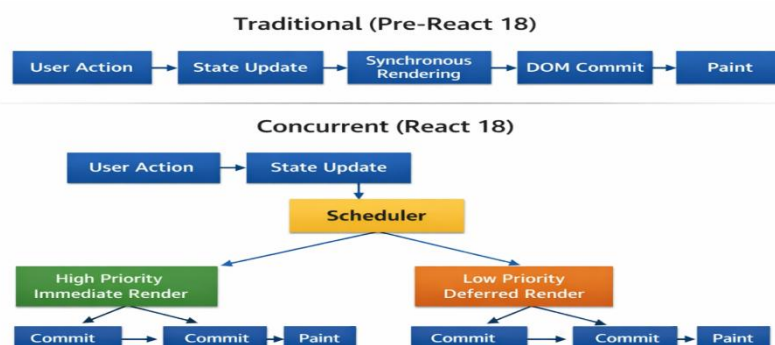 Traditional (Pre-React 18)
User Action
State Update
Synchronous
Rendering
DOM Commit
Paint
Concurrent (React 18)
User Action
State Update
Scheduler
High Priority
Immediate Render
Low Priority
Deferred Render
Commit
Commit
Paint
Commit
Commit
Paint